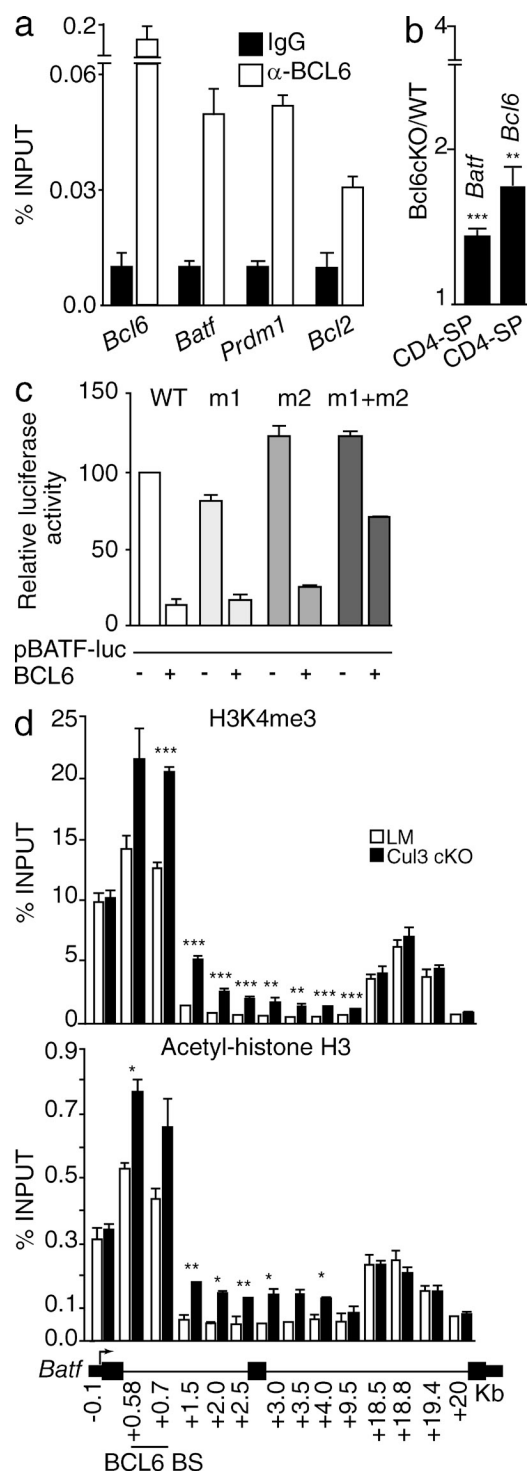 a
0.2
0.06
0.03
0.0
% INPUT
IgG
α-BCL6
Bcl6
Batf
Prdm1
Bcl2
b
4
2
1
Bcl6cKO/WT
Batf
Bcl6
***
**
CD4-SP
CD4-SP
c
150
100
50
0
Relative luciferase
activity
WT
m1
m2
m1+m2
pBATF-luc
BCL6
- + - + - + - +
d
H3K4me3
25
20
15
10
5
0
% INPUT
LM
Cul3 cKO
***
***
***
***
**
**
***
***
Acetyl-histone H3
0.9
0.7
0.5
0.3
0.1
0.0
% INPUT
*
**
*
**
*
*
Batf
Kb
-0.1
+0.58
+0.7
+1.5
+2.0
+2.5
+3.0
+3.5
+4.0
+9.5
+18.5
+18.8
+19.4
+20
BCL6 BS